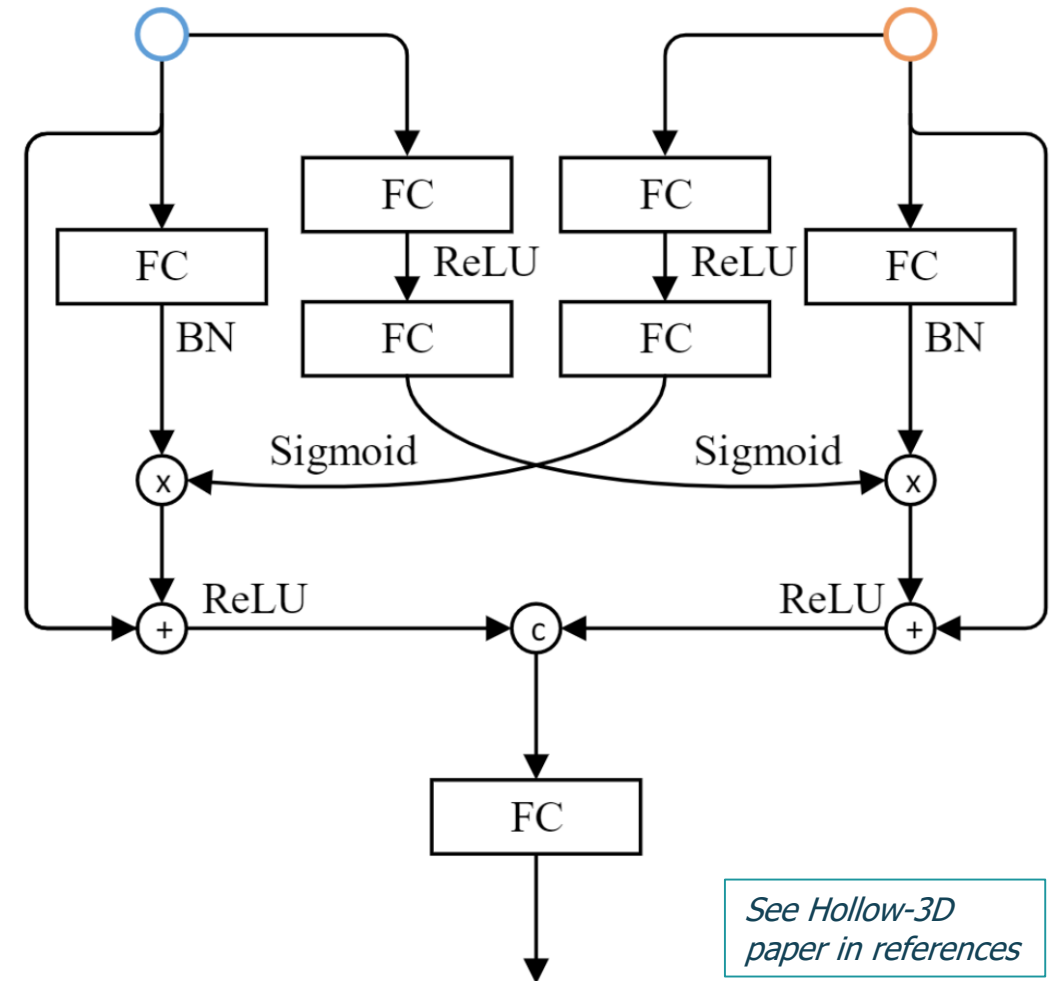 FC
FC
ReLU
ReLU
FC
FC
BN
FC
FC
BN
Sigmoid
Sigmoid
x
x
ReLU
ReLU
+
c
+
FC
See Hollow-3D
paper in references